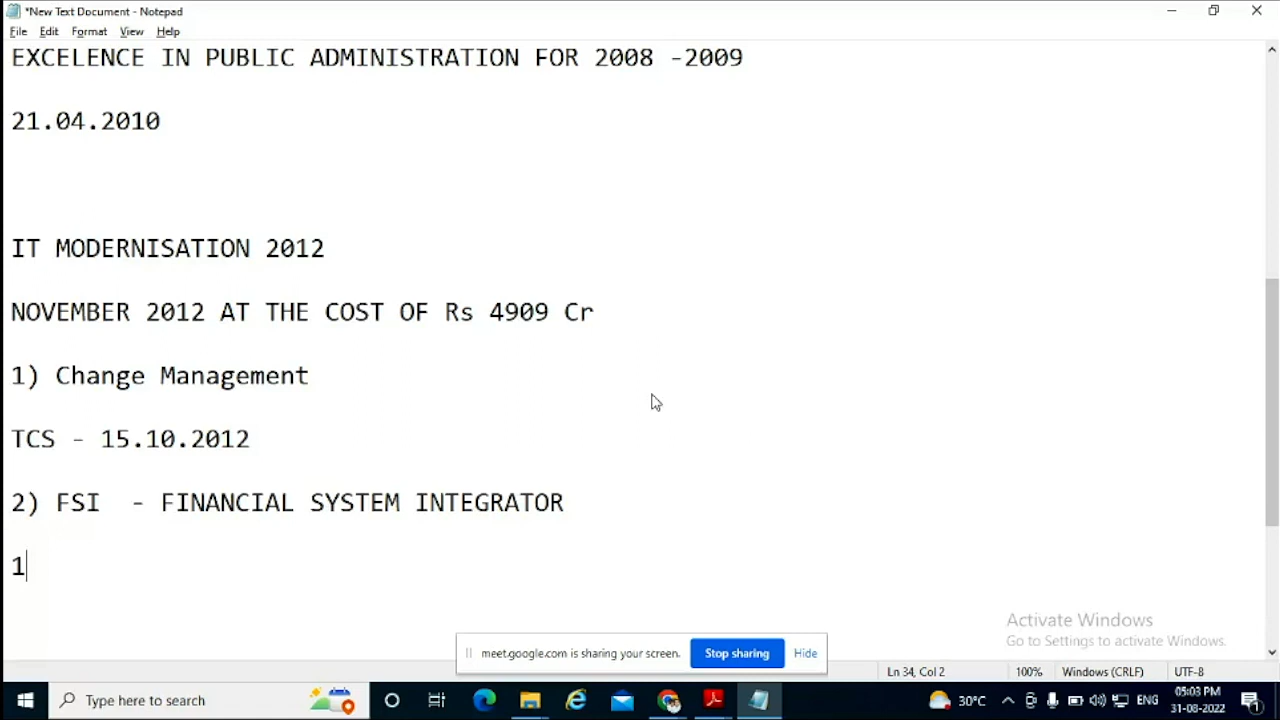 *New Text Document - Notepad
File Edit Format View Help
EXCELENCE IN PUBLIC ADMINISTRATION FOR 2008 -2009
21.04.2010
IT MODERNISATION 2012
NOVEMBER 2012 AT THE COST OF Rs 4909 Cr
1) Change Management
TCS - 15.10.2012
2) FSI  - FINANCIAL SYSTEM INTEGRATOR
1
Activate Windows
Go to Settings to activate Windows.
meet.google.com is sharing your screen. Stop sharing Hide
Ln 34, Col 2 100% Windows (CRLF) UTF-8
Type here to search 30°C ENG 05:03 PM
31-08-2022 1